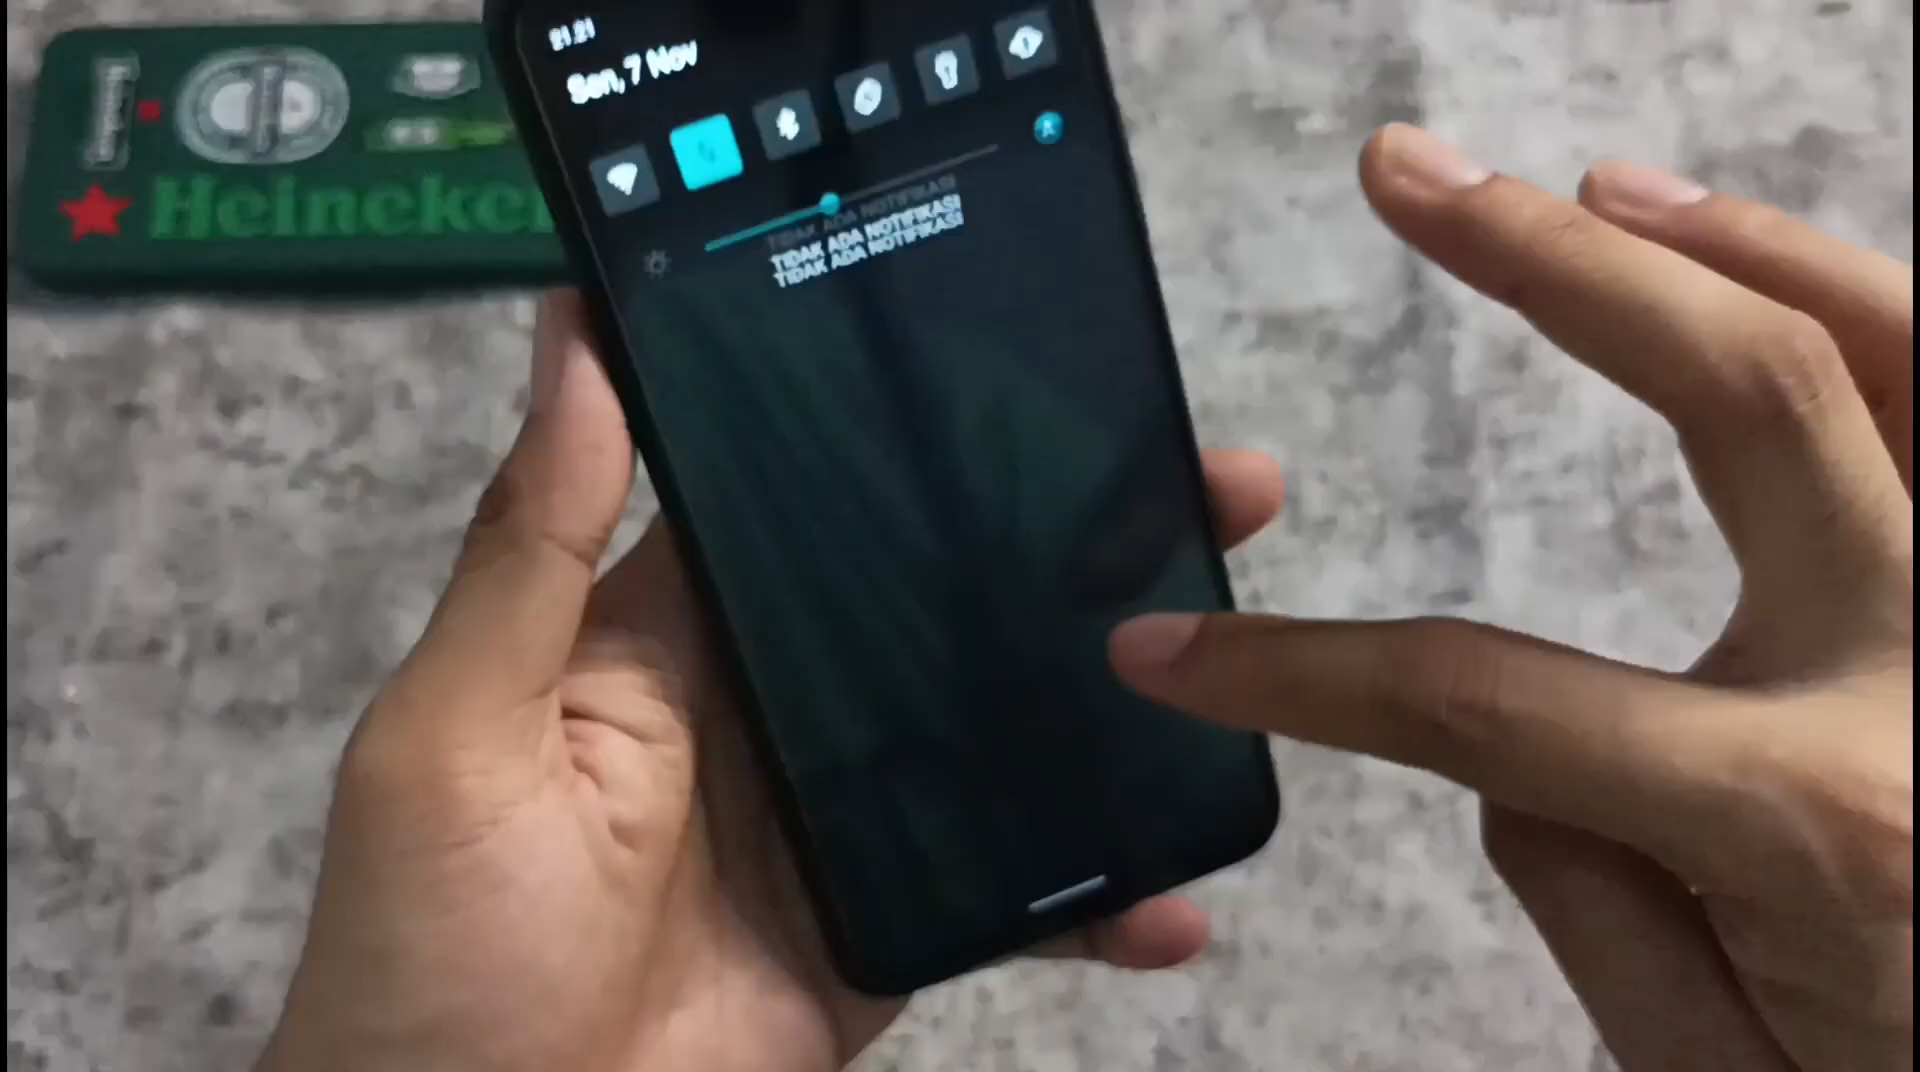 21.21
Sen, 7 Nov
TIDAK ADA NOTIFIKASI
TIDAK ADA NOTIFIKASI
TIDAK ADA NOTIFIKASI
Heineken